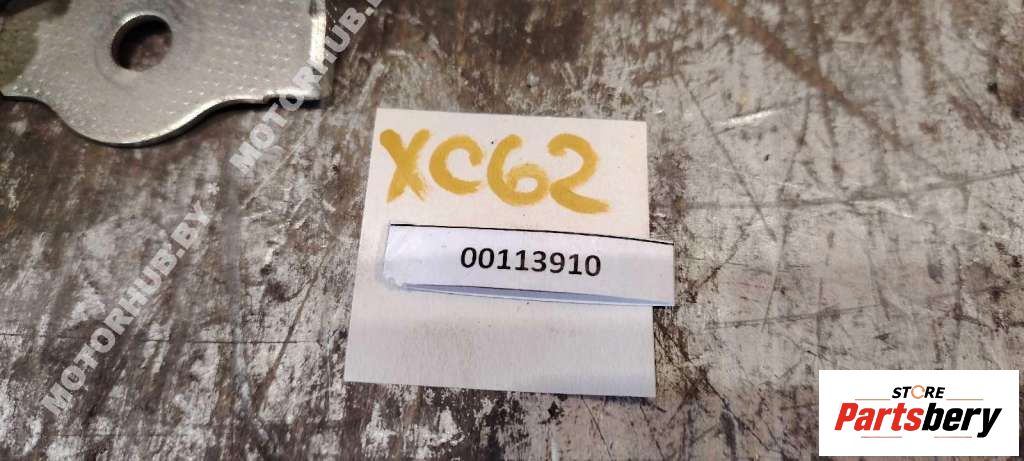 MOTORHUB.BY
XC62
00113910
MOTORHUB.BY
STORE
Partsbery